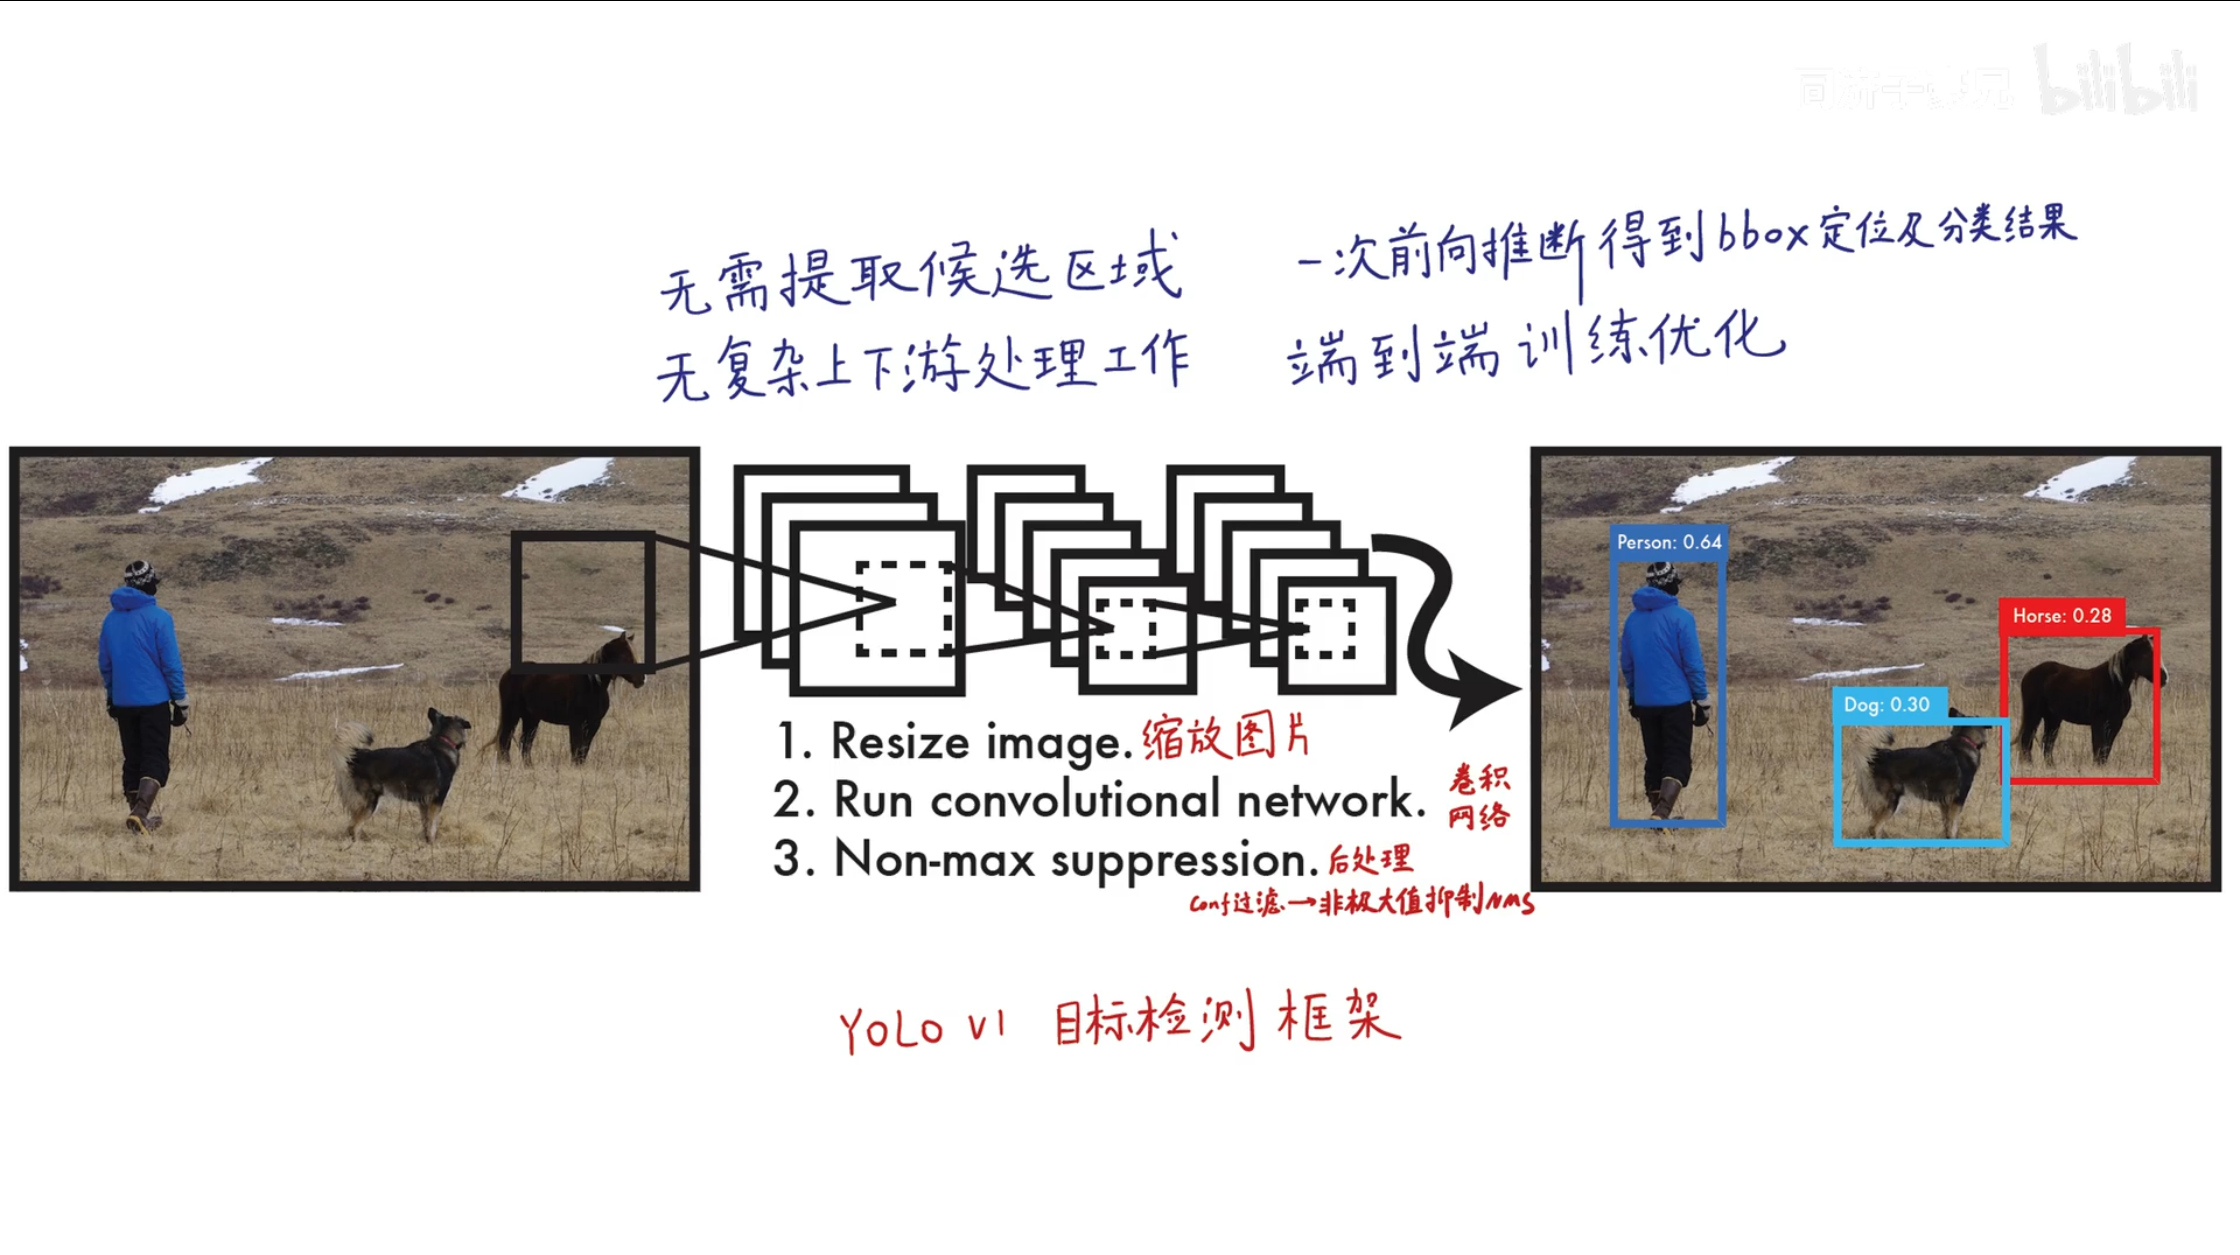 bilibili
无需提取候选区域
一次前向推断得到bbox定位及分类结果
无复杂上下游处理工作
端到端训练优化
Person: 0.64
Horse: 0.28
Dog: 0.30
1. Resize image. 缩放图片
2. Run convolutional network. 卷积
网络
3. Non-max suppression. 后处理
conf过滤→非极大值抑制NMS
YOLO V1 目标检测框架